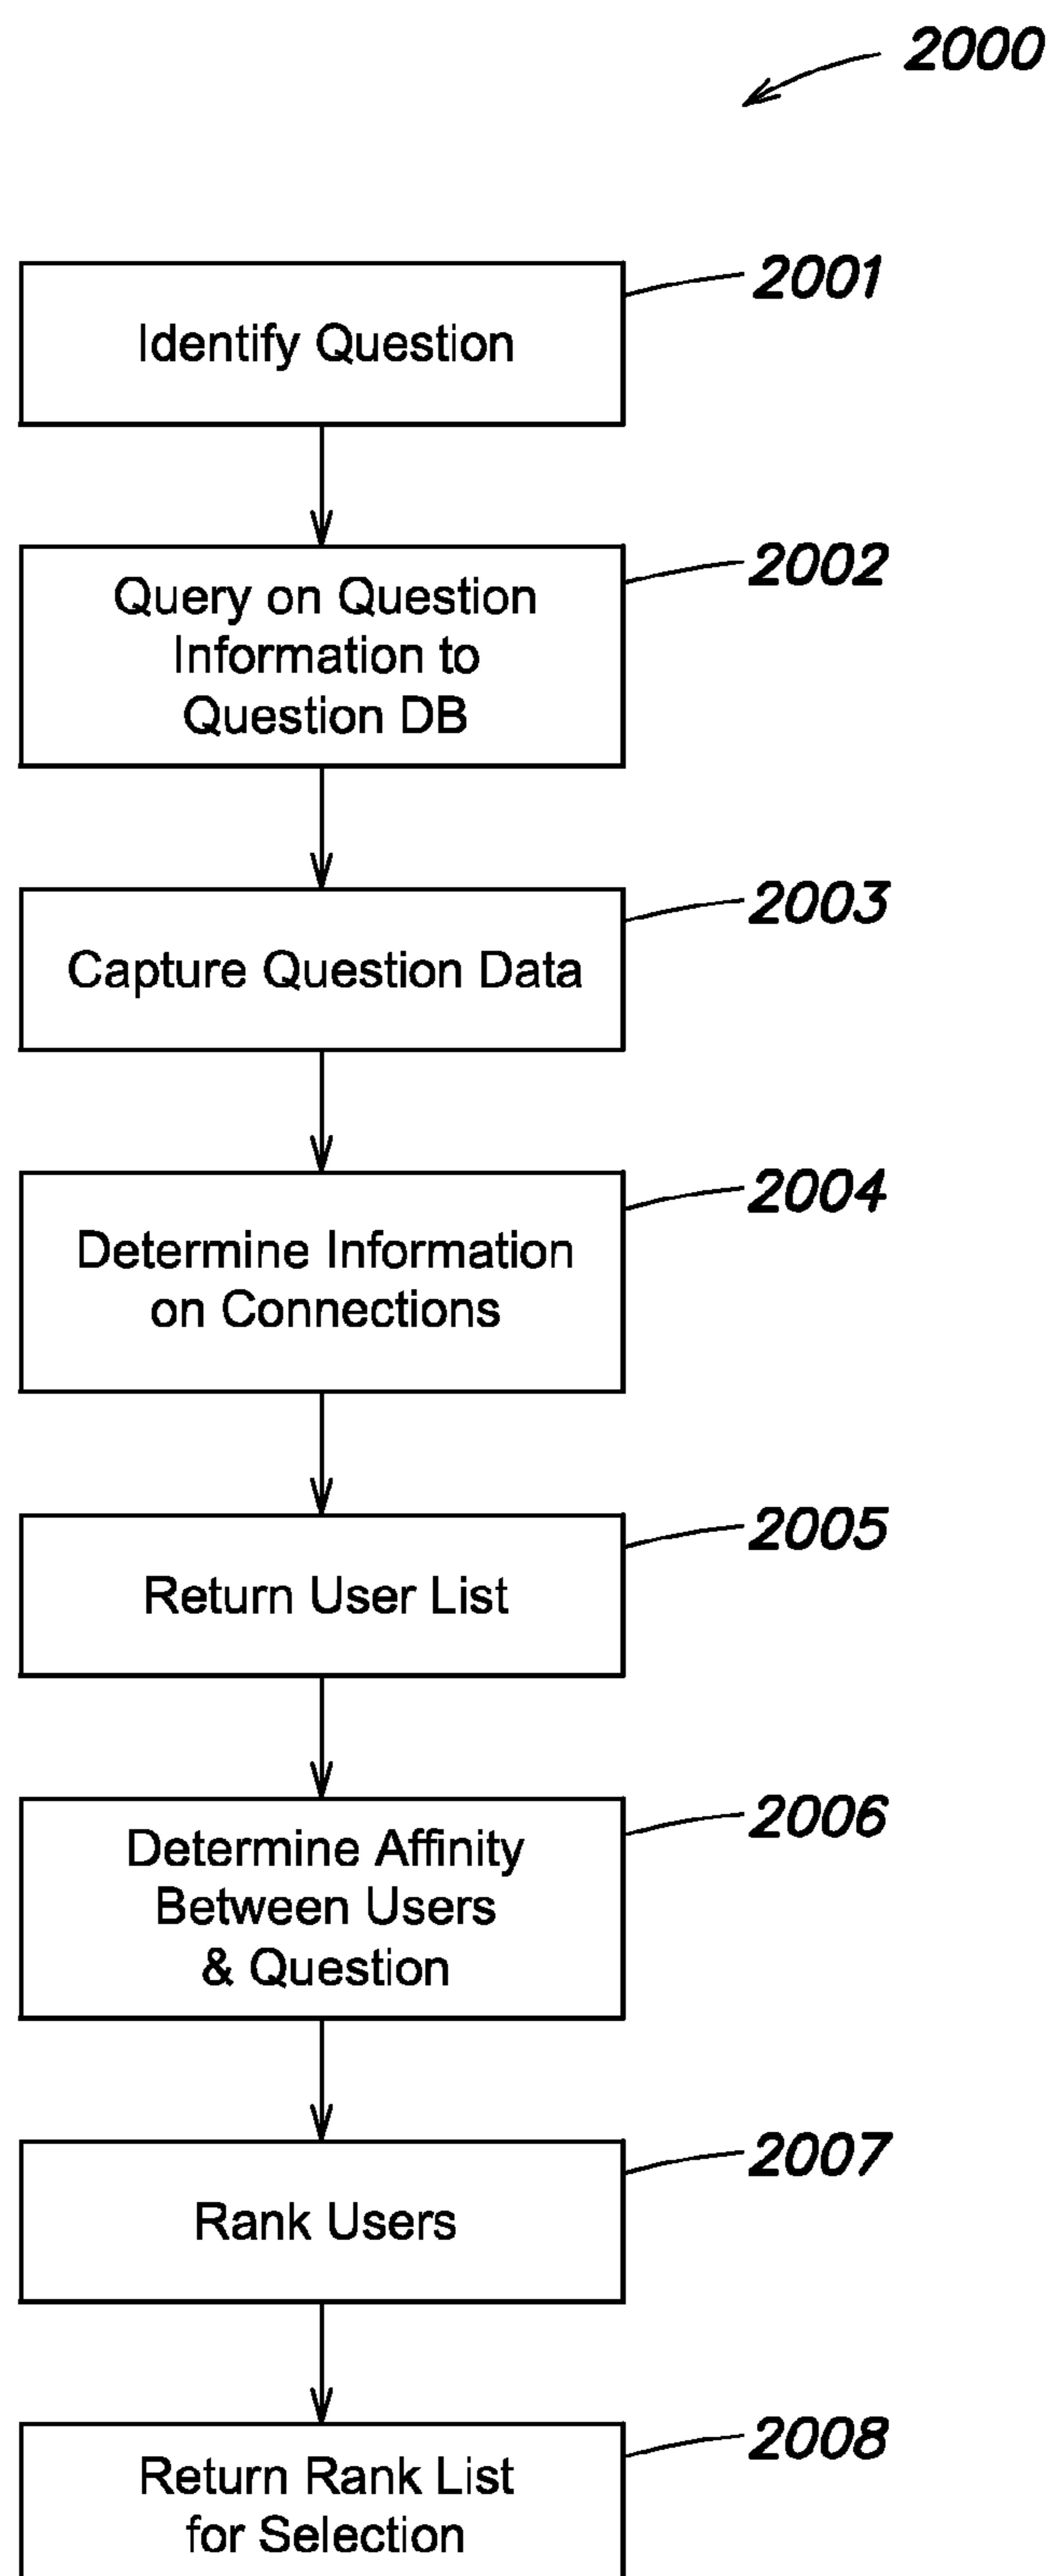 2000
2001
Identify Question
2002
Query on Question
Information to
Question DB
2003
Capture Question Data
2004
Determine Information
on Connections
2005
Return User List
2006
Determine Affinity
Between Users
& Question
2007
Rank Users
2008
Return Rank List
for Selection